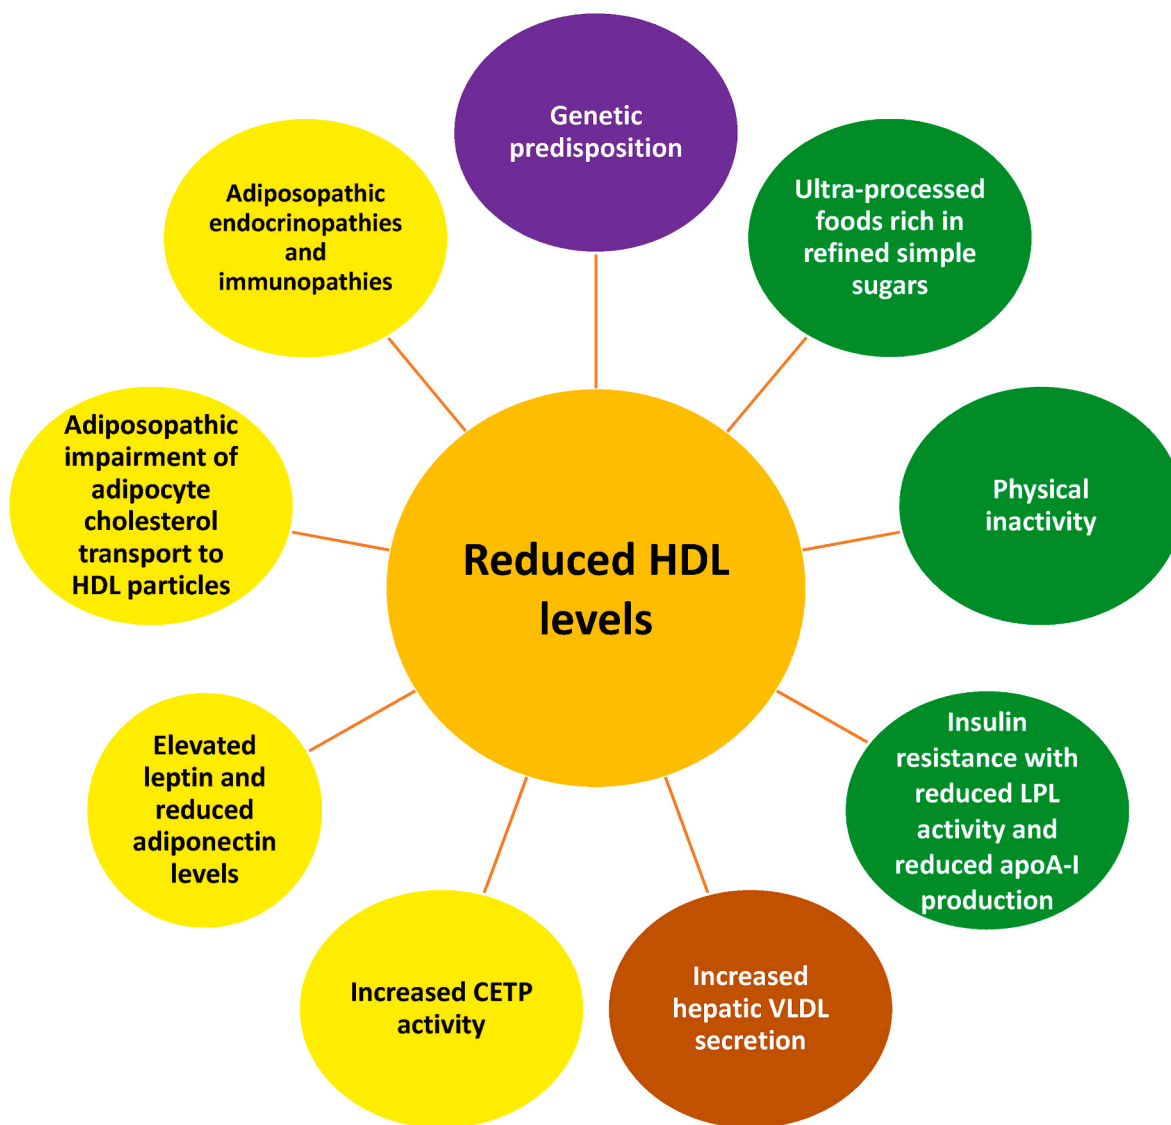 Genetic
predisposition
Ultra-processed
foods rich in
refined simple
sugars
Physical
inactivity
Insulin
resistance with
reduced LPL
activity and
reduced apoA-I
production
Increased
hepatic VLDL
secretion
Increased CETP
activity
Elevated
leptin and
reduced
adiponectin
levels
Adiposopathic
impairment of
adipocyte
cholesterol
transport to
HDL particles
Adiposopathic
endocrinopathies
and
immunopathies
Reduced HDL
levels